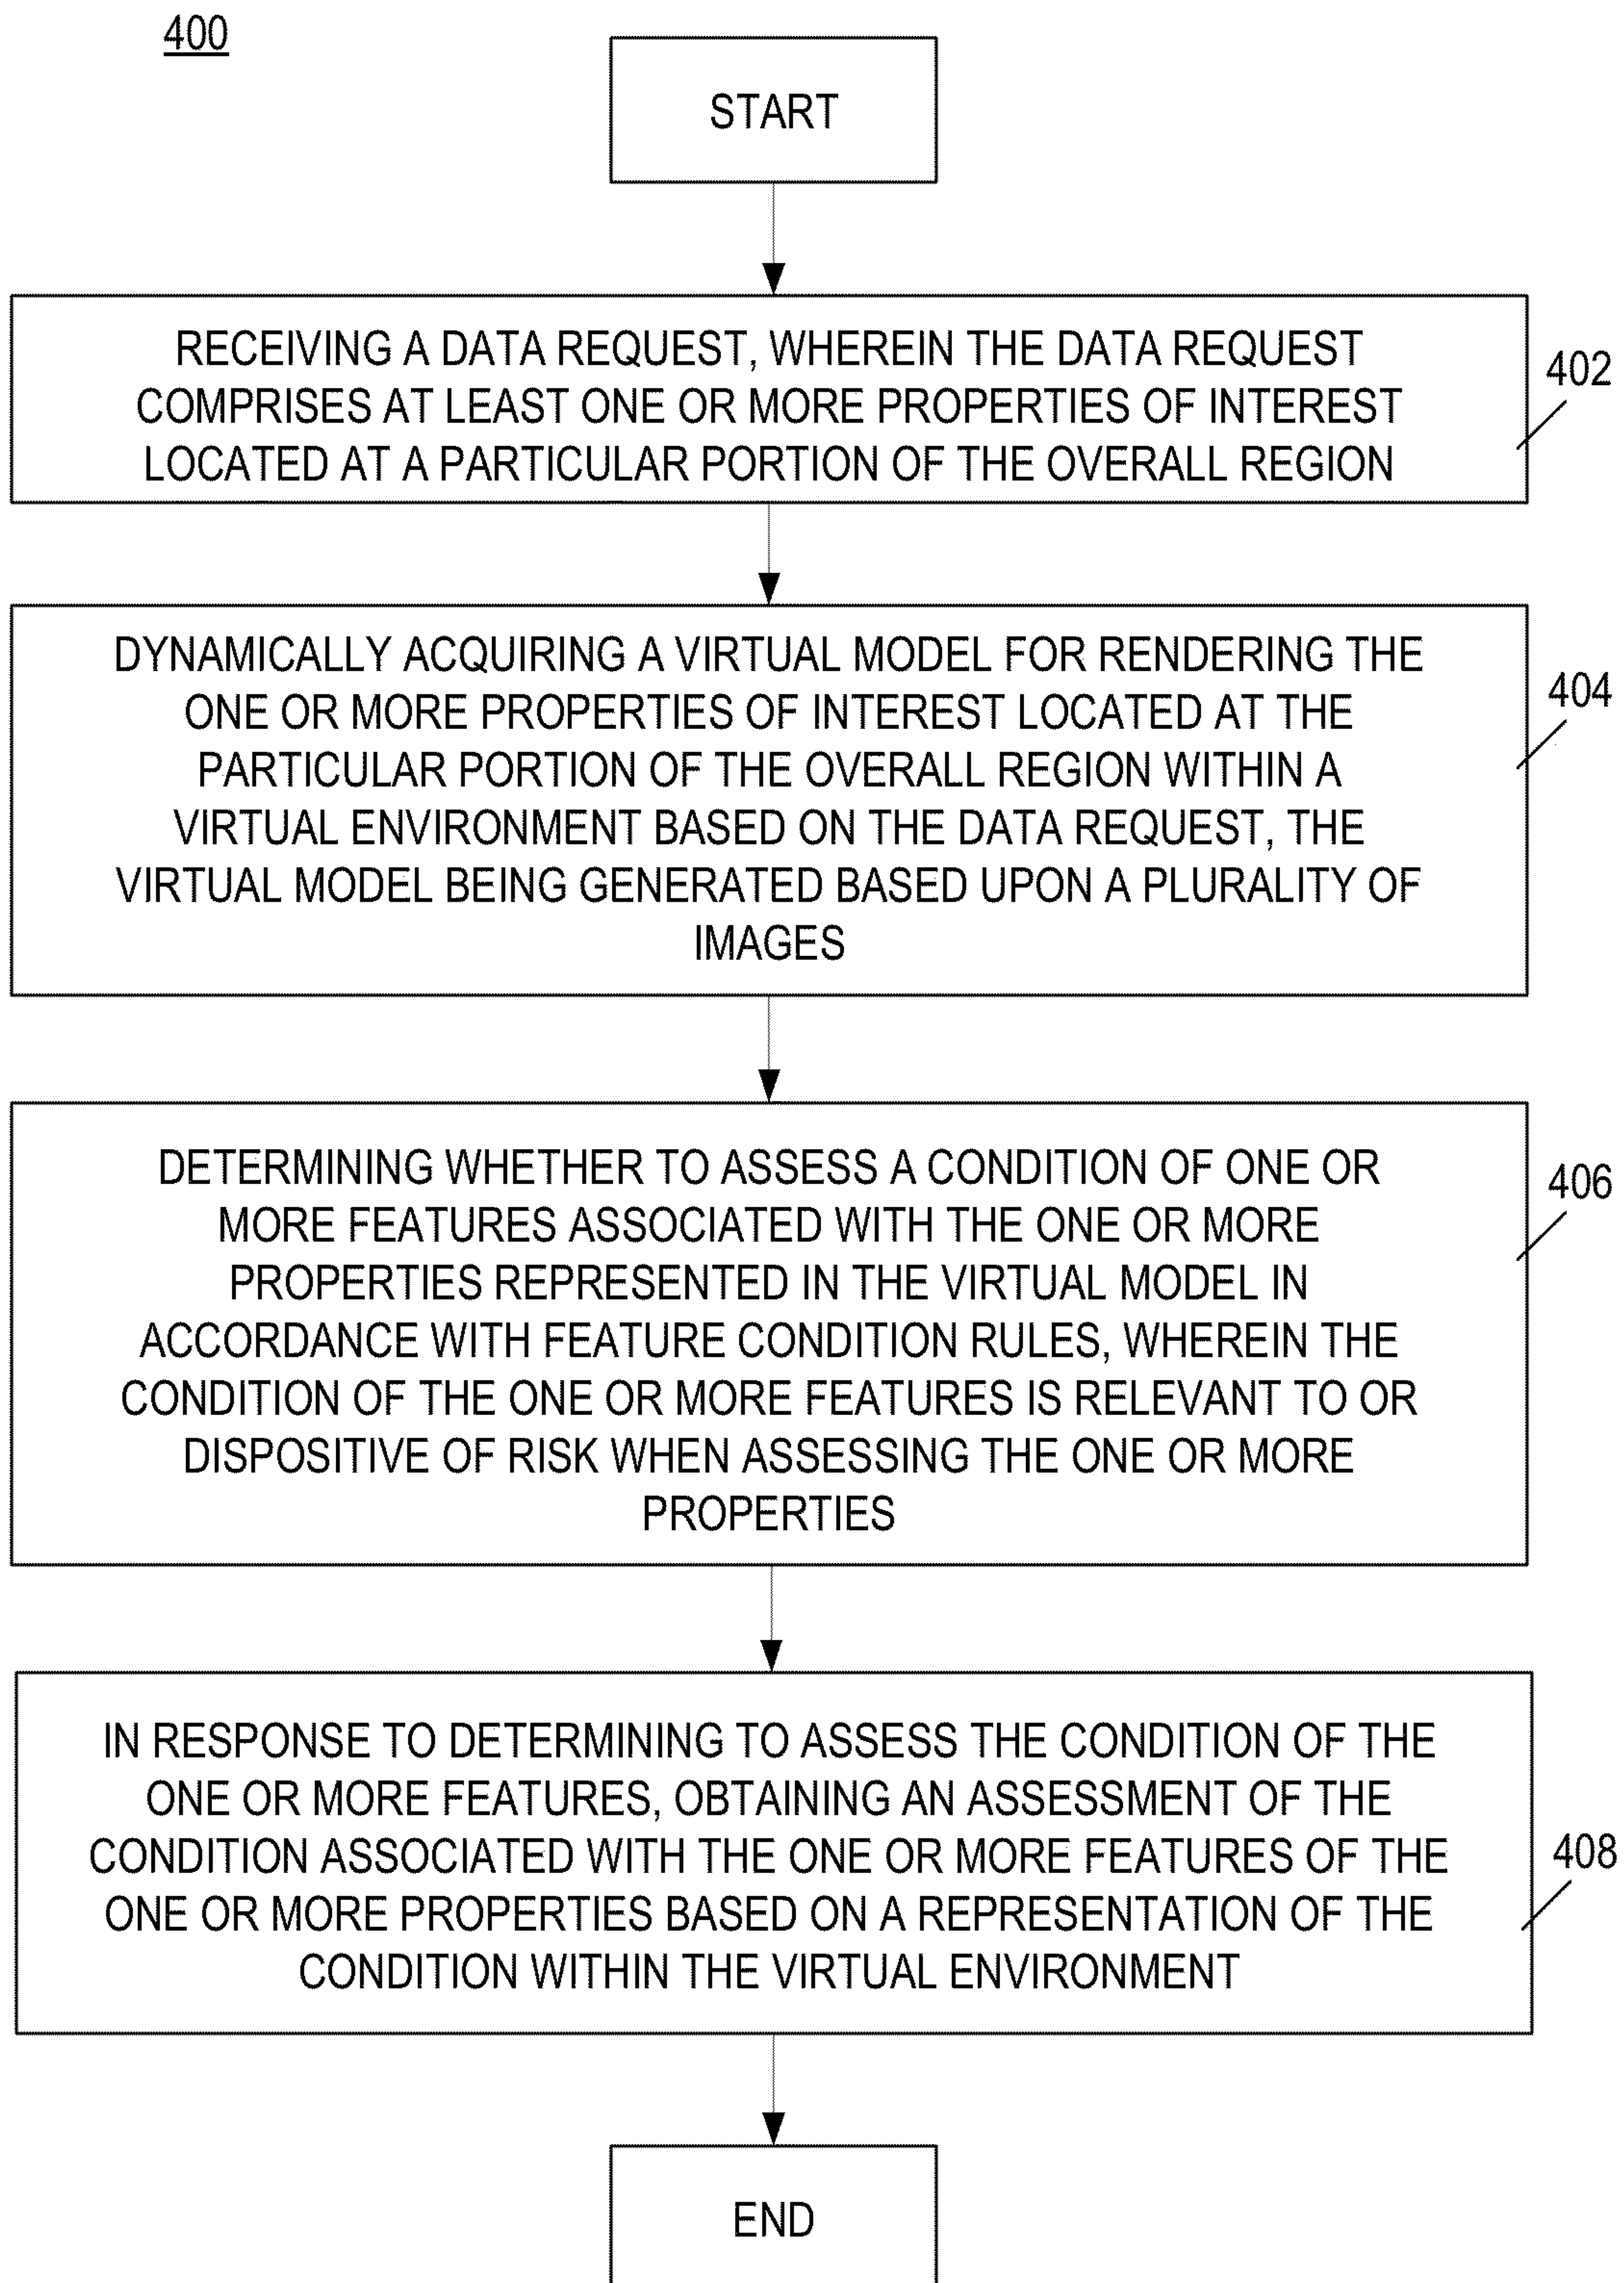 400
START
RECEIVING A DATA REQUEST, WHEREIN THE DATA REQUEST
COMPRISES AT LEAST ONE OR MORE PROPERTIES OF INTEREST
LOCATED AT A PARTICULAR PORTION OF THE OVERALL REGION
402
DYNAMICALLY ACQUIRING A VIRTUAL MODEL FOR RENDERING THE
ONE OR MORE PROPERTIES OF INTEREST LOCATED AT THE
PARTICULAR PORTION OF THE OVERALL REGION WITHIN A
VIRTUAL ENVIRONMENT BASED ON THE DATA REQUEST, THE
VIRTUAL MODEL BEING GENERATED BASED UPON A PLURALITY OF
IMAGES
404
DETERMINING WHETHER TO ASSESS A CONDITION OF ONE OR
MORE FEATURES ASSOCIATED WITH THE ONE OR MORE
PROPERTIES REPRESENTED IN THE VIRTUAL MODEL IN
ACCORDANCE WITH FEATURE CONDITION RULES, WHEREIN THE
CONDITION OF THE ONE OR MORE FEATURES IS RELEVANT TO OR
DISPOSITIVE OF RISK WHEN ASSESSING THE ONE OR MORE
PROPERTIES
406
IN RESPONSE TO DETERMINING TO ASSESS THE CONDITION OF THE
ONE OR MORE FEATURES, OBTAINING AN ASSESSMENT OF THE
CONDITION ASSOCIATED WITH THE ONE OR MORE FEATURES OF THE
ONE OR MORE PROPERTIES BASED ON A REPRESENTATION OF THE
CONDITION WITHIN THE VIRTUAL ENVIRONMENT
408
END